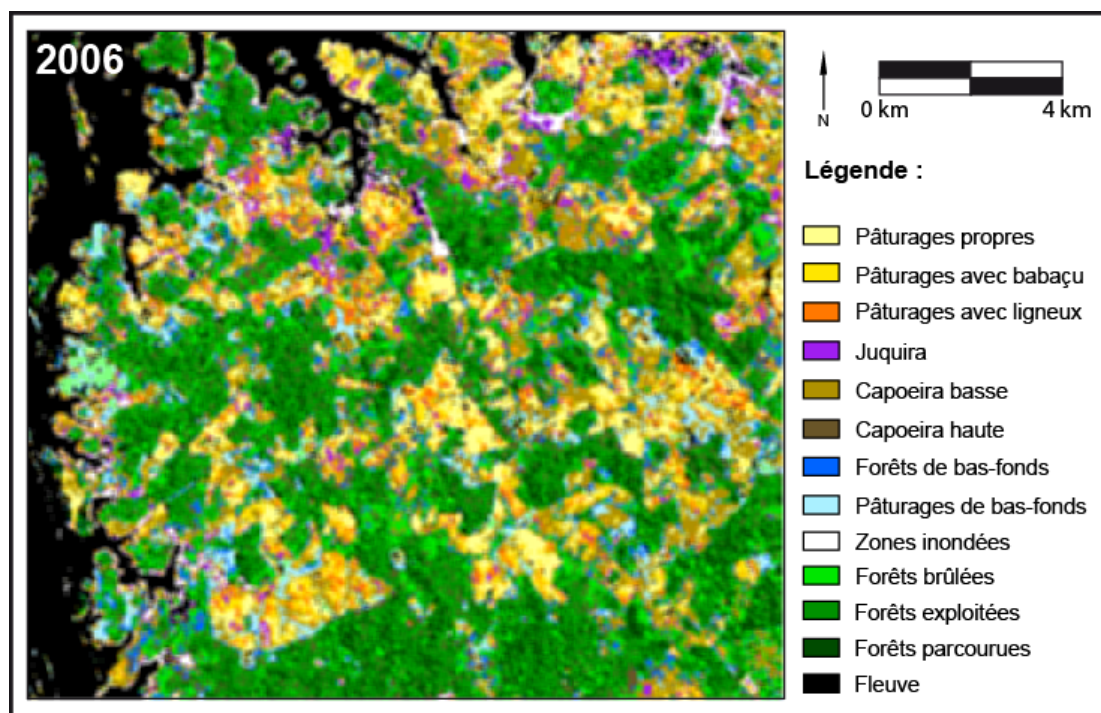 2006
N
0 km 4 km
Légende :
Pâturages propres
Pâturages avec babaçu
Pâturages avec ligneux
Juquira
Capoeira basse
Capoeira haute
Forêts de bas-fonds
Pâturages de bas-fonds
Zones inondées
Forêts brûlées
Forêts exploitées
Forêts parcourues
Fleuve